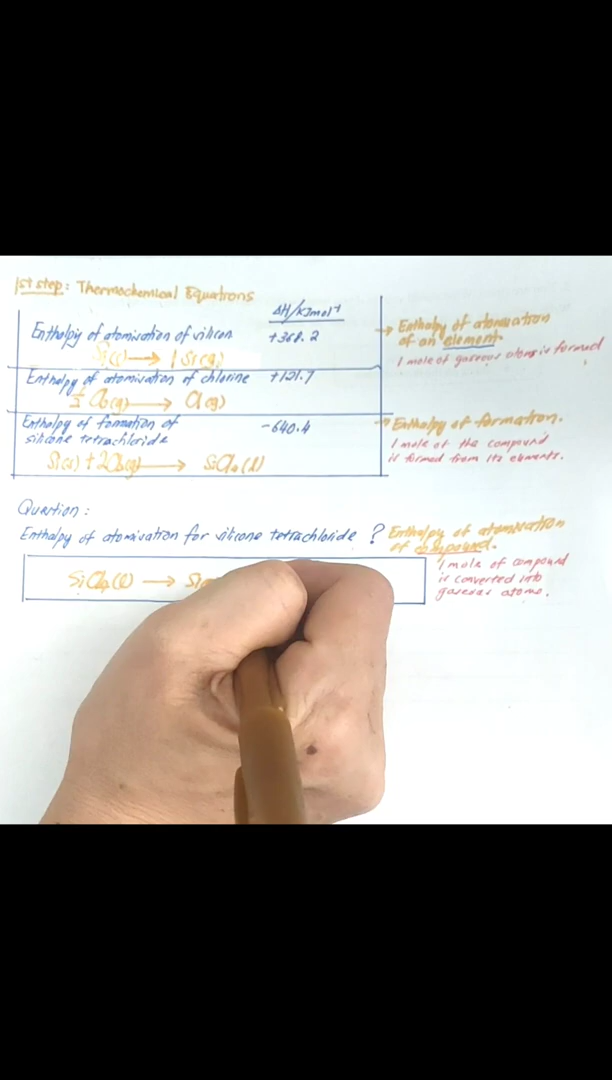 1st step: Thermochemical Equations
ΔH/kJmol⁻¹
Enthalpy of atomisation of silicon +368.2
Si(s) ⟶ 1 Si(g)
Enthalpy of atomisation of chlorine +121.7
½ Cl₂(g) ⟶ Cl(g)
Enthalpy of formation of -640.4
silicone tetrachloride
Si(s) + 2Cl₂(g) ⟶ SiCl₄(l)
→ Enthalpy of atomisation
of an element.
1 mole of gaseous atoms is formed
→ Enthalpy of formation.
1 mole of the compound
is formed from its elements.
Question:
Enthalpy of atomisation for silicone tetrachloride ?
SiCl₄(l) ⟶
Enthalpy of atomisation
of compound.
1 mole of compound
is converted into
gaseous atoms.